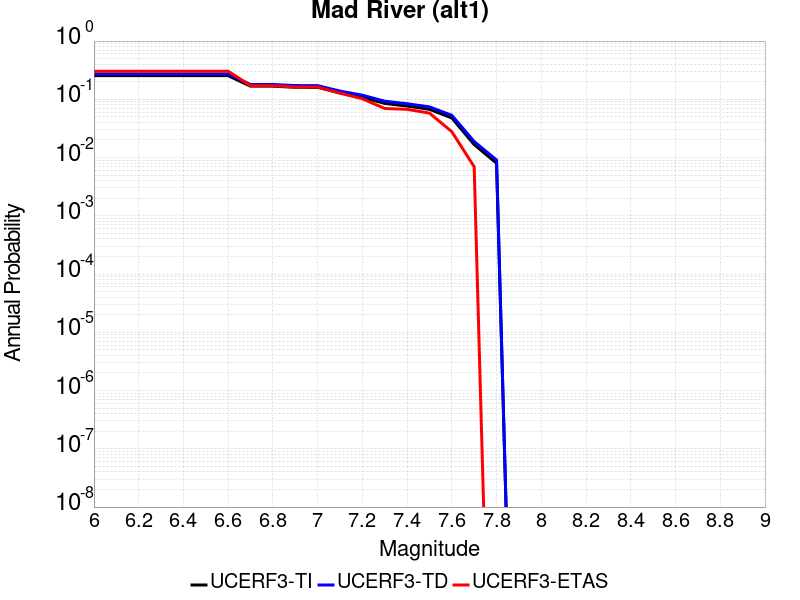 Mad River (alt1)
10^0
10^-1
10^-2
10^-3
10^-4
10^-5
10^-6
10^-7
10^-8
Annual Probability
6 6.2 6.4 6.6 6.8 7 7.2 7.4 7.6 7.8 8 8.2 8.4 8.6 8.8 9
Magnitude
UCERF3-TI UCERF3-TD UCERF3-ETAS